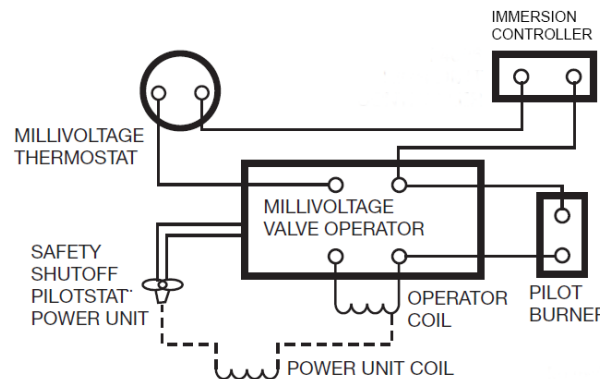 IMMERSION
CONTROLLER
MILLIVOLTAGE
THERMOSTAT
MILLIVOLTAGE
VALVE OPERATOR
SAFETY
SHUTOFF
PILOTSTAT
POWER UNIT
OPERATOR
COIL
PILOT
BURNER
POWER UNIT COIL